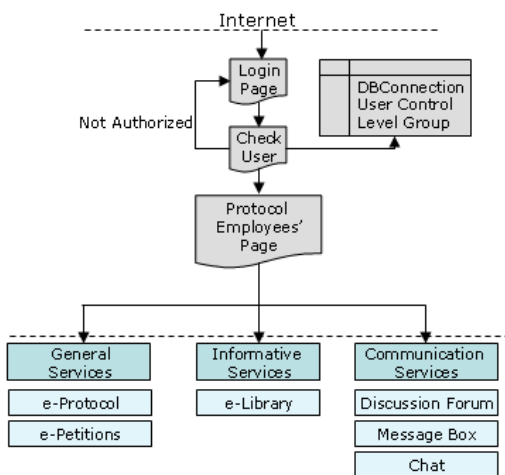 Internet
Login
Page
DBConnection
User Control
Level Group
Not Authorized
Check
User
Protocol
Employees'
Page
General
Services
Informative
Services
Communication
Services
e-Protocol
e-Library
Discussion Forum
e-Petitions
Message Box
Chat